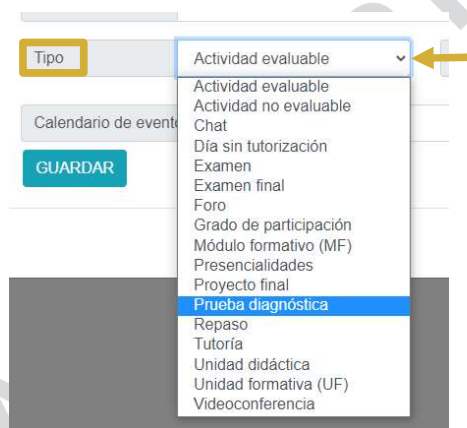 Tipo
Actividad evaluable
Actividad evaluable
Actividad no evaluable
Calendario de evento
Chat
Día sin tutorización
GUARDAR
Examen
Examen final
Foro
Grado de participación
Módulo formativo (MF)
Presencialidades
Proyecto final
Prueba diagnóstica
Repaso
Tutoría
Unidad didáctica
Unidad formativa (UF)
Videoconferencia